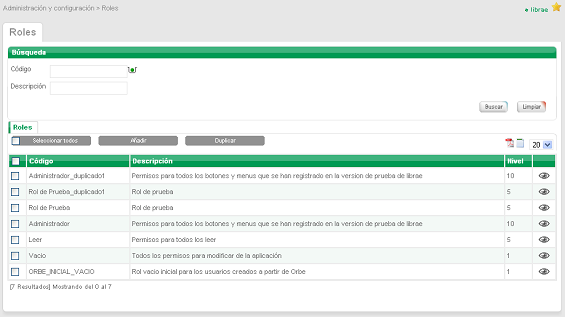 Administración y configuración > Roles
librae
Roles
Búsqueda
Código
Descripción
Buscar Limpiar
Roles
Seleccionar todos Añadir Duplicar 20
Código Descripción Nivel
Administrador_duplicado1 Permisos para todos los botones y menus que se han registrado en la version de prueba de librae 10
Rol de Prueba_duplicado1 Rol de prueba 5
Rol de Prueba Rol de prueba 5
Administrador Permisos para todos los botones y menus que se han registrado en la version de prueba de librae 10
Leer Permisos para todos los leer 5
Vacio Todos los permisos para modificar de la aplicación 1
ORBE_INICIAL_VACIO Rol vacio inicial para los usuarios creados a partir de Orbe 1
[7 Resultados] Mostrando del 0 al 7